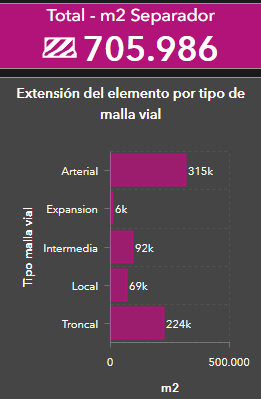 Total - m2 Separador
705.986
Extensión del elemento por tipo de
malla vial
Tipo malla vial
Arterial 315k
Expansion 6k
Intermedia 92k
Local 69k
Troncal 224k
0 500.000
m2